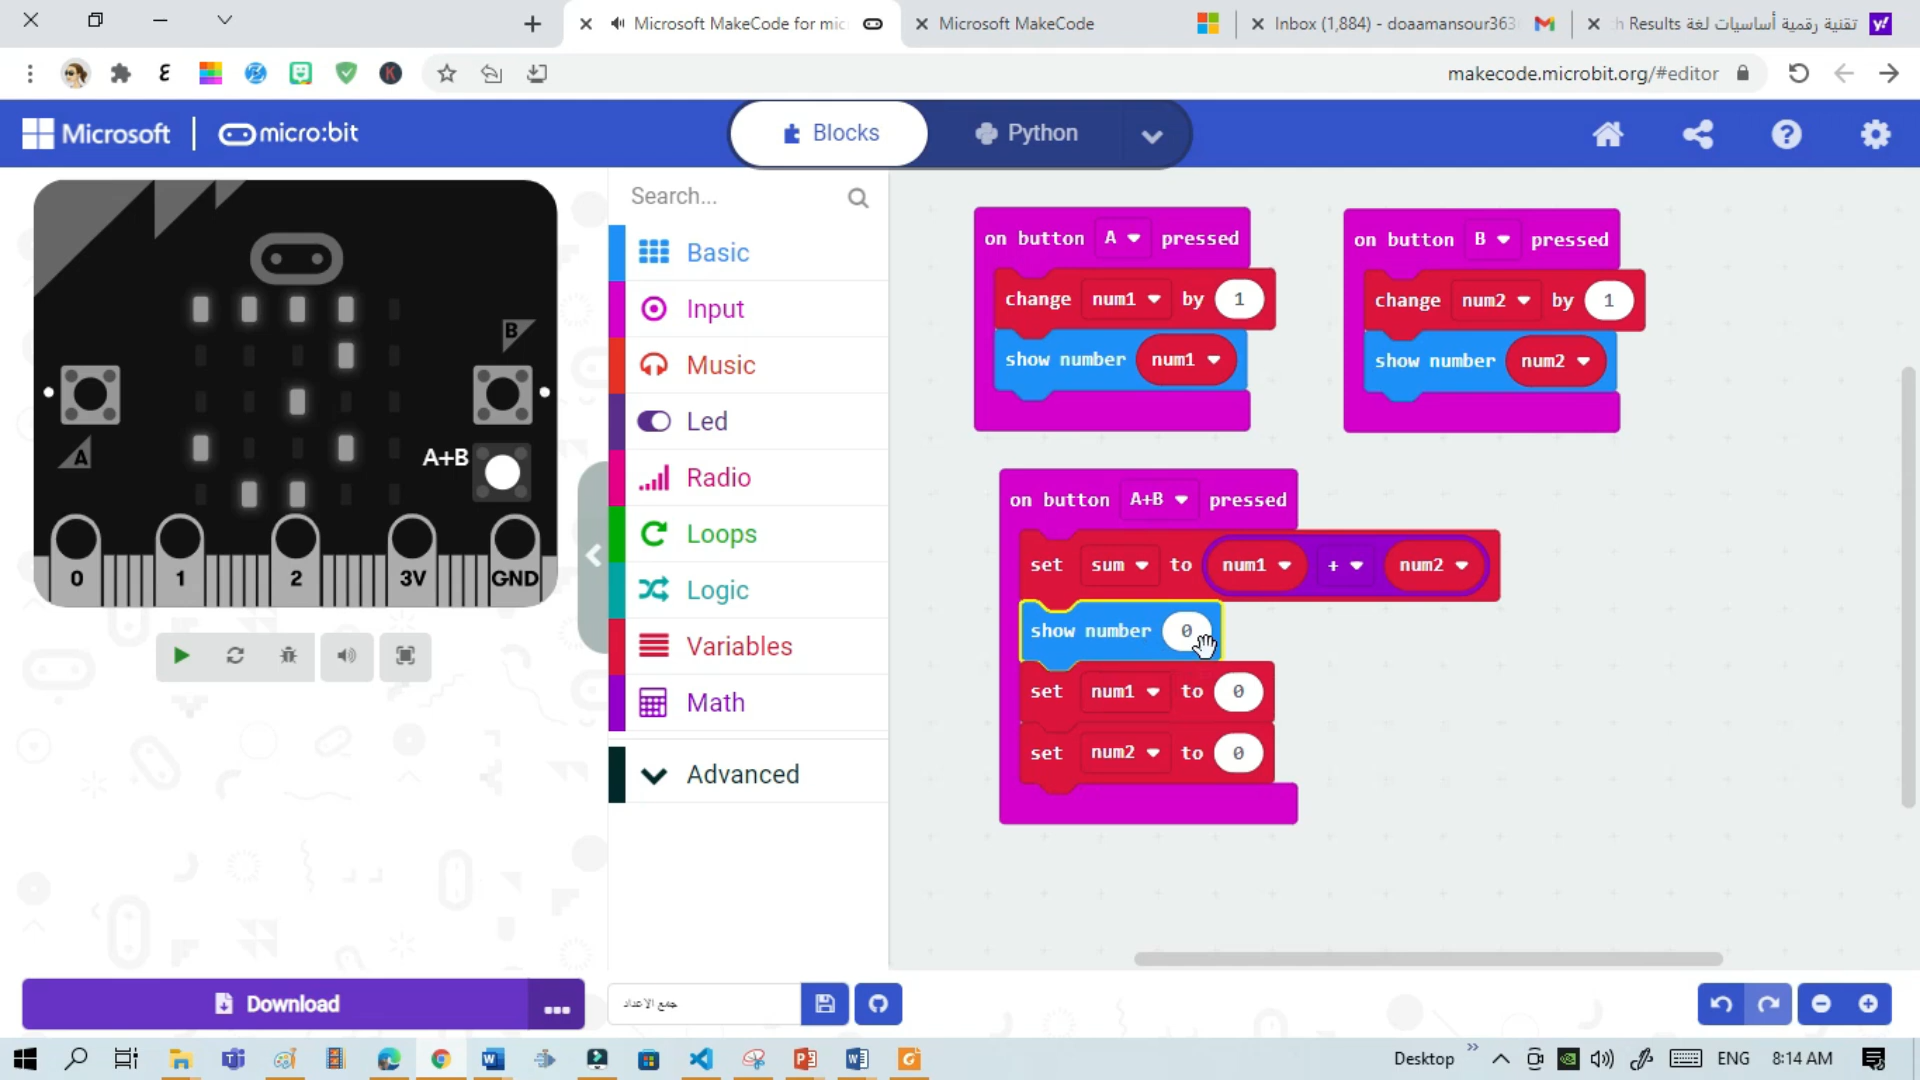 Microsoft MakeCode for mic
Microsoft MakeCode
Inbox (1,884) - doaamansour363
h Results تقنية رقمية أساسيات لغة
makecode.microbit.org/#editor
Microsoft
micro:bit
Blocks
Python
Search...
Basic
Input
Music
Led
Radio
Loops
Logic
Variables
Math
Advanced
B
A
A+B
0
1
2
3V
GND
on button A pressed
change num1 by 1
show number num1
on button B pressed
change num2 by 1
show number num2
on button A+B pressed
set sum to num1 + num2
show number 0
set num1 to 0
set num2 to 0
Download
...
جمع الاعداد
Desktop
ENG
8:14 AM